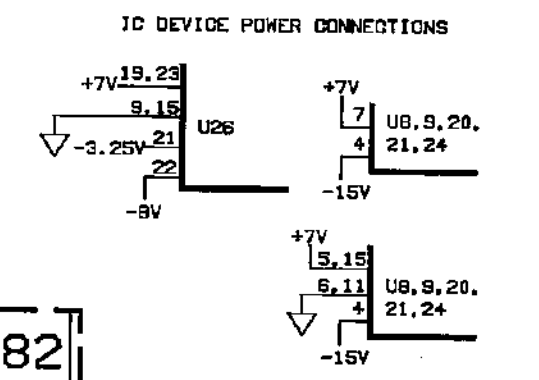 IC DEVICE POWER CONNECTIONS
+7V 19,23
9,15
U26
-3.25V 21
22
-8V
+7V
7
U8,9,20,
4
21,24
-15V
+7V
5,15
6,11
U8,9,20,
4
21,24
-15V
82